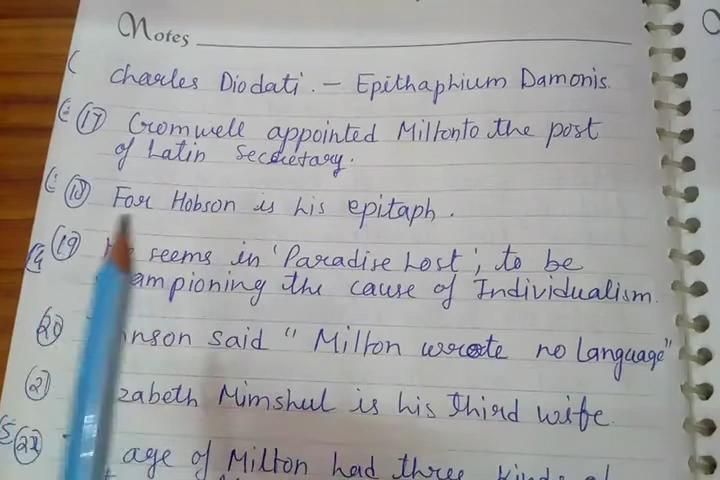 Notes
Charles Diodati. - Epithaphium Damonis.
(17) Cromwell appointed Milton to the post
of Latin Secretary.
(18) For Hobson is his epitaph.
(19) seems in 'Paradise Lost', to be
ampioning the cause of Individualism.
(20) nson said "Milton wrote no language"
(21) zabeth Mimshul is his third wife.
(22) age of Milton had three kinds of